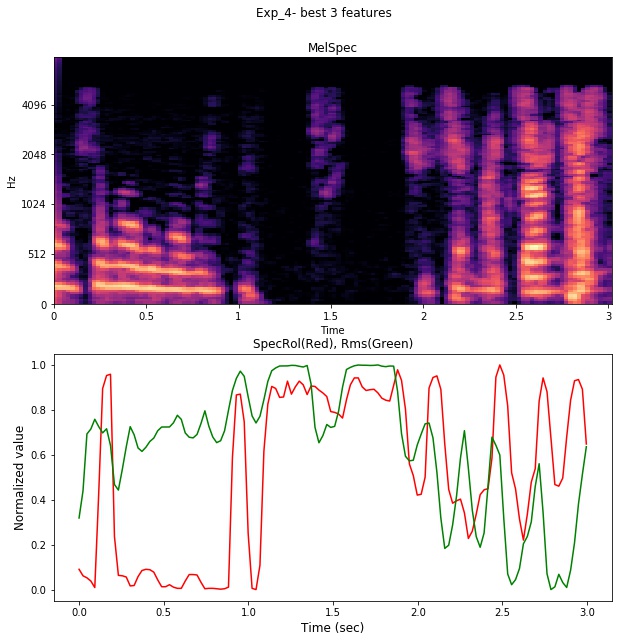 Exp_4- best 3 features
MelSpec
4096
2048
1024
512
0
Hz
0 0.5 1 1.5 2 2.5 3
Time
SpecRol(Red), Rms(Green)
1.0
0.8
0.6
0.4
0.2
0.0
Normalized value
0.0 0.5 1.0 1.5 2.0 2.5 3.0
Time (sec)